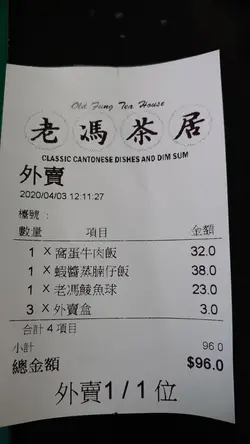 Old Fung Tea House
老馮茶居
CLASSIC CANTONESE DISHES AND DIM SUM
外賣
2020/04/03 12:11:27
檯號 :
數量 項目 金額
1 X 窩蛋牛肉飯 32.0
1 X 蝦醬蒸腩仔飯 38.0
1 X 老馮鯪魚球 23.0
3 X 外賣盒 3.0
合計 4 項目
小計 96.0
總金額 $96.0
外賣1 / 1 位